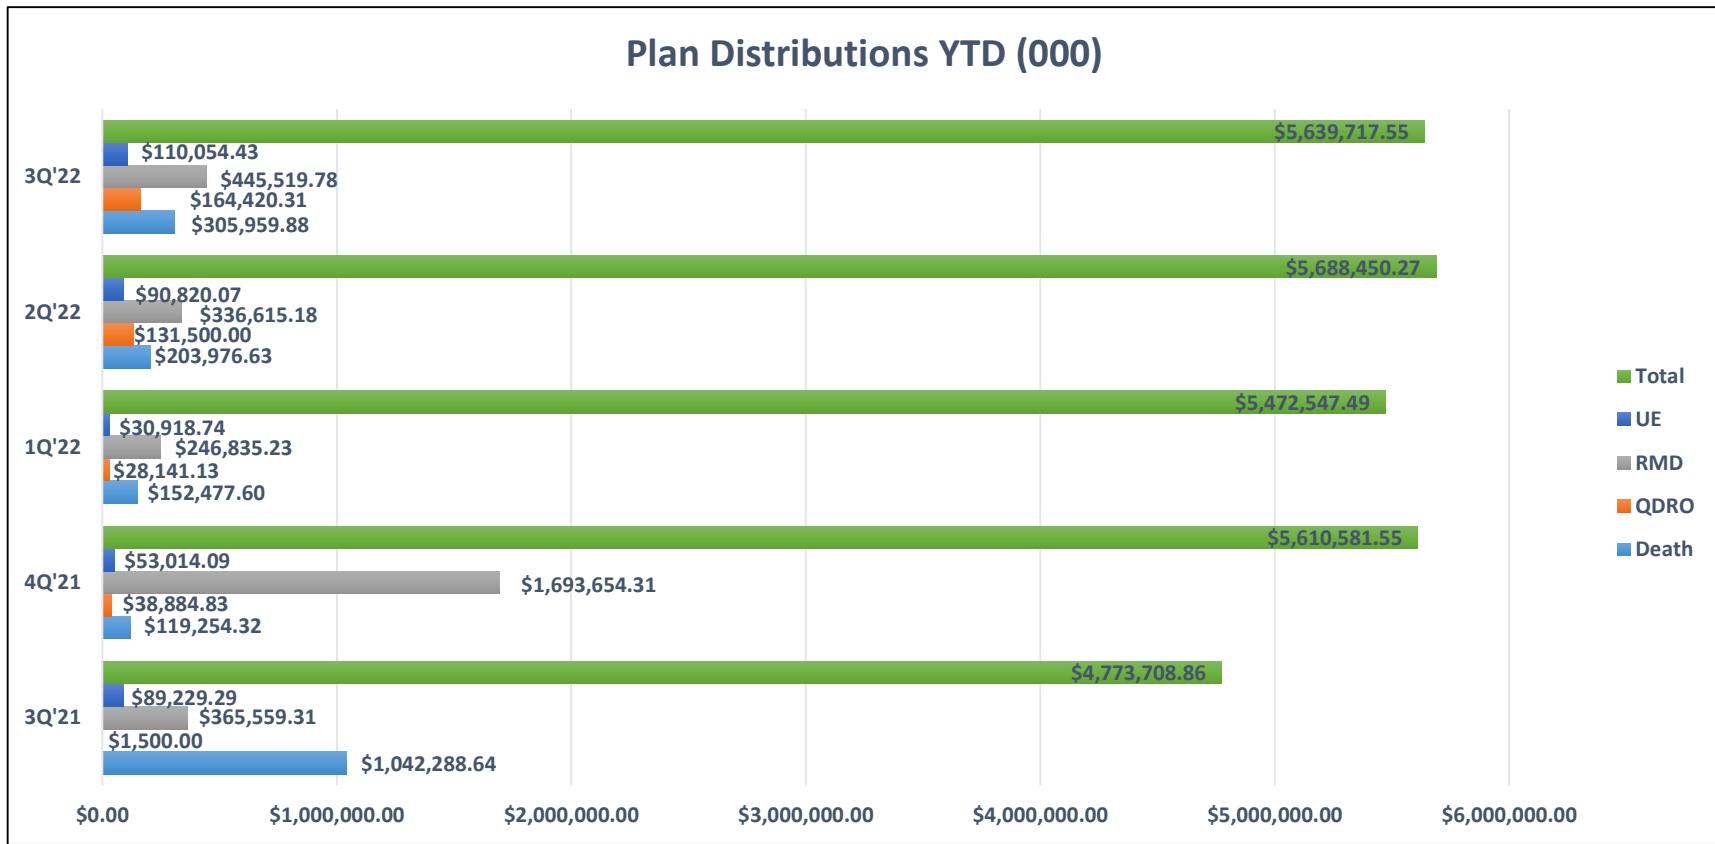 Plan Distributions YTD (000)
3Q'22
$5,639,717.55
$110,054.43
$445,519.78
$164,420.31
$305,959.88
2Q'22
$5,688,450.27
$90,820.07
$336,615.18
$131,500.00
$203,976.63
1Q'22
$5,472,547.49
$30,918.74
$246,835.23
$28,141.13
$152,477.60
4Q'21
$5,610,581.55
$53,014.09
$1,693,654.31
$38,884.83
$119,254.32
3Q'21
$4,773,708.86
$89,229.29
$365,559.31
$1,500.00
$1,042,288.64
$0.00 $1,000,000.00 $2,000,000.00 $3,000,000.00 $4,000,000.00 $5,000,000.00 $6,000,000.00
Total
UE
RMD
QDRO
Death